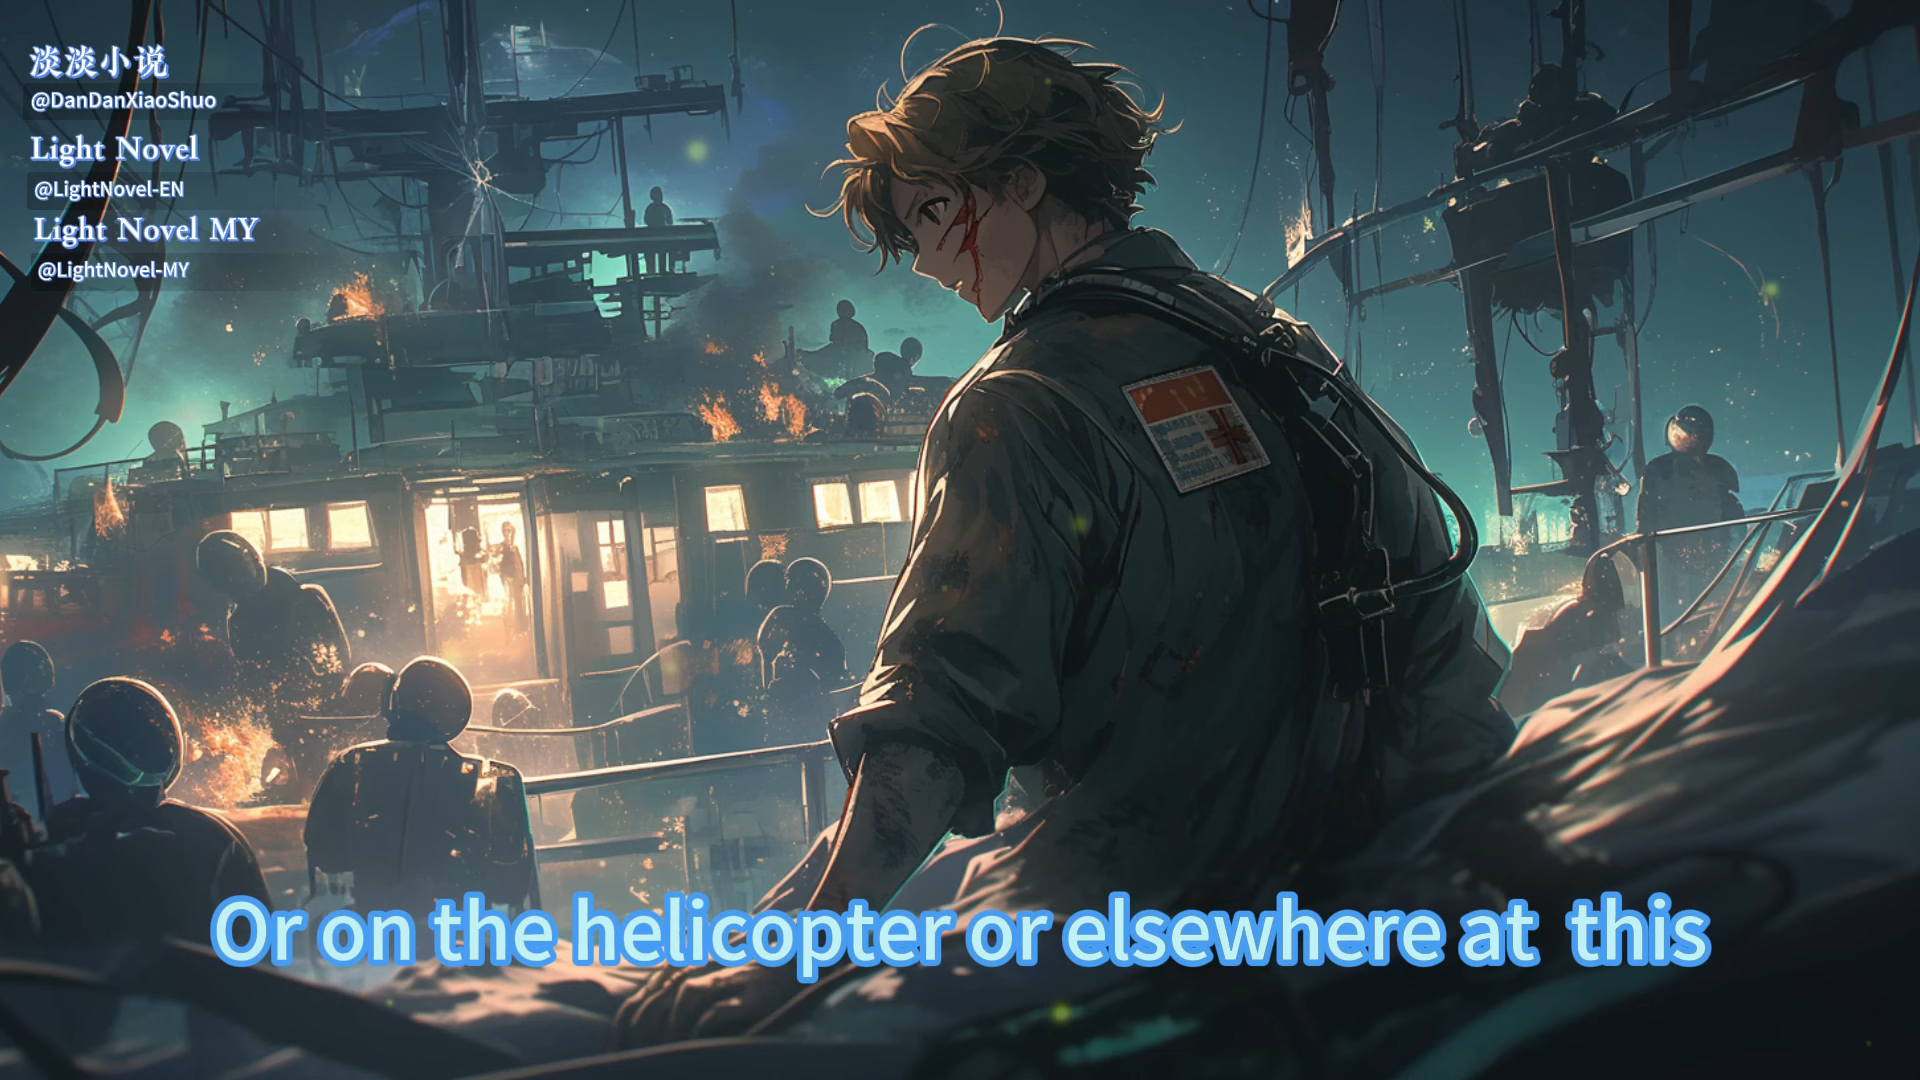 淡淡小说
@DanDanXiaoShuo
Light Novel
@LightNovel-EN
Light Novel MY
@LightNovel-MY
Or on the helicopter or elsewhere at this